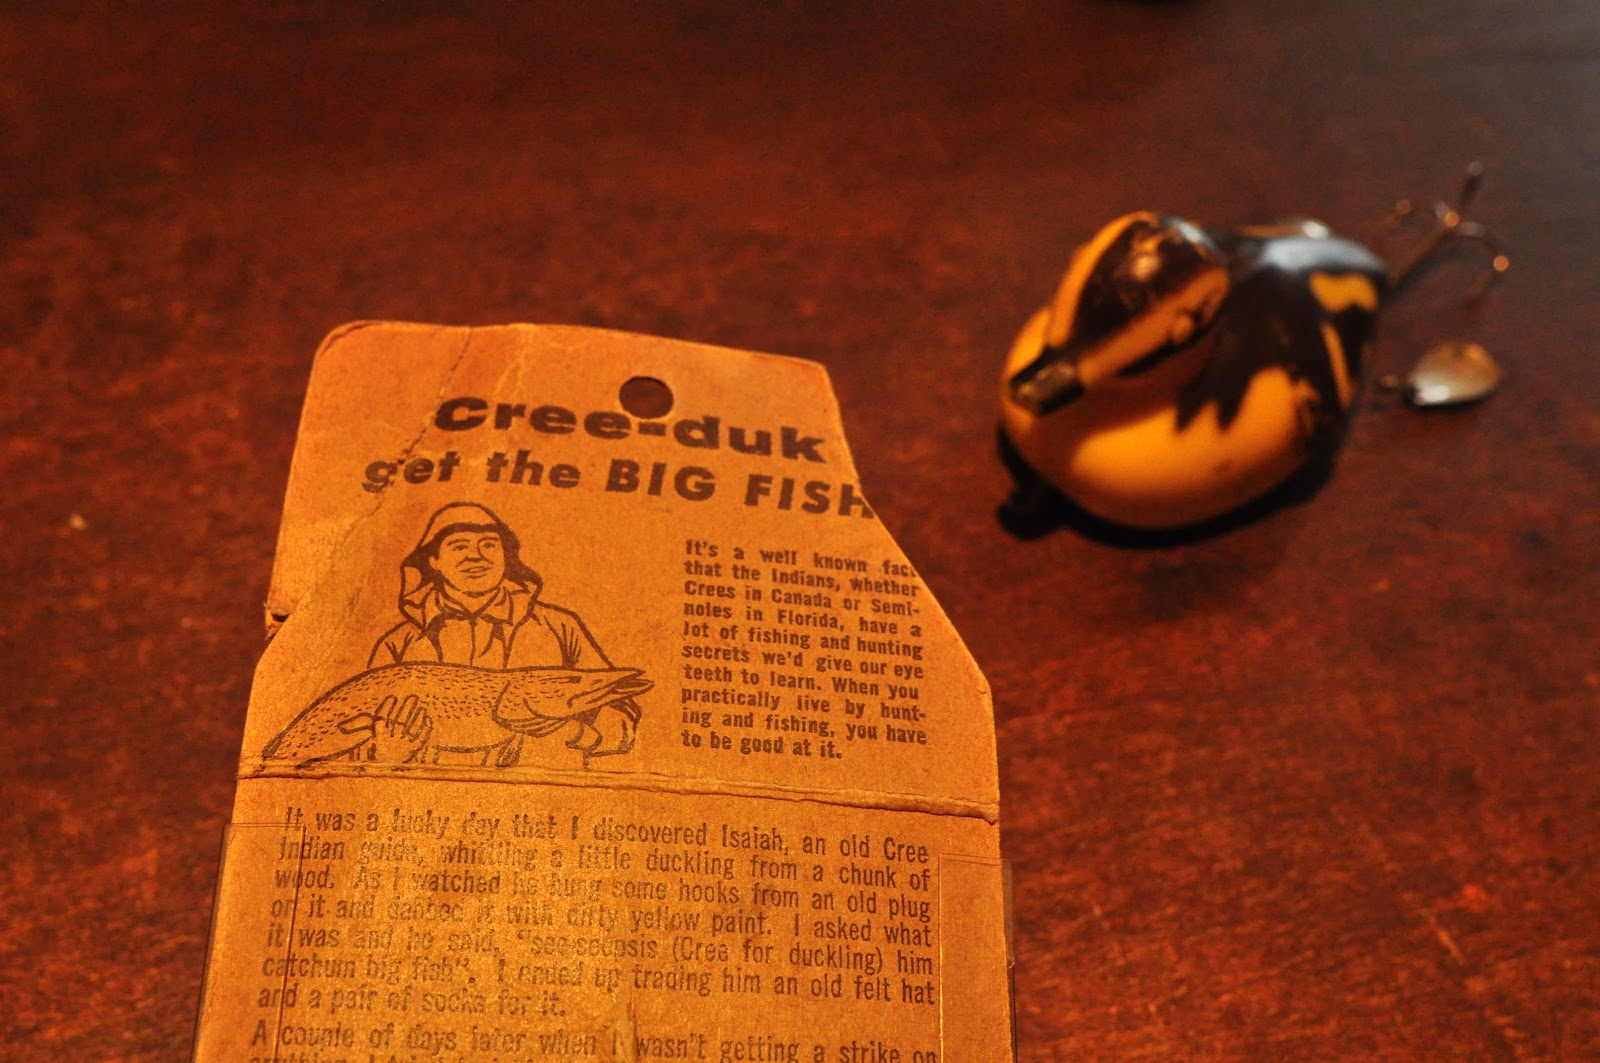 Cree-duk
get the BIG FISH
It's a well known fact
that the Indians, whether
Crees in Canada or Semi-
noles in Florida, have a
lot of fishing and hunting
secrets we'd give our eye
teeth to learn. When you
practically live by hunt-
ing and fishing, you have
to be good at it.
It was a lucky day that I discovered Isaiah, an old Cree
Indian guide, whittling a little duckling from a chunk of
wood. As I watched he hung some hooks from an old plug
on it and dabbed it with dirty yellow paint. I asked what
it was and he said, "see-seepsis (Cree for duckling) him
catchum big fish". I ended up trading him an old felt hat
and a pair of socks for it.
A couple of days later when I wasn't getting a strike on